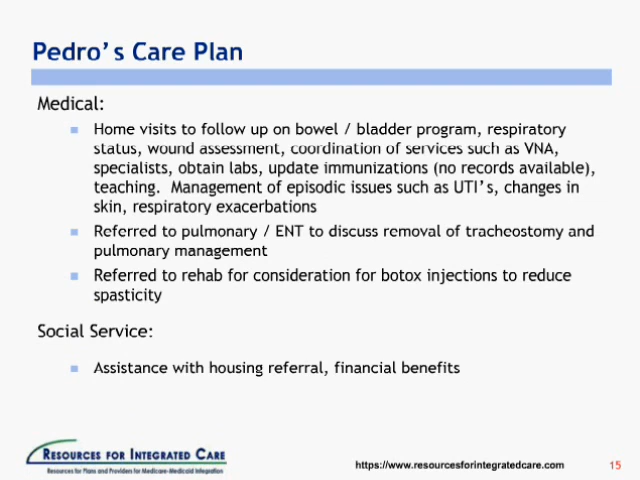 Pedro's Care Plan
Medical:
Home visits to follow up on bowel / bladder program, respiratory
status, wound assessment, coordination of services such as VNA,
specialists, obtain labs, update immunizations (no records available),
teaching.  Management of episodic issues such as UTI's, changes in
skin, respiratory exacerbations
Referred to pulmonary / ENT to discuss removal of tracheostomy and
pulmonary management
Referred to rehab for consideration for botox injections to reduce
spasticity
Social Service:
Assistance with housing referral, financial benefits
RESOURCES FOR INTEGRATED CARE
Resources for Plans and Providers for Medicare-Medicaid Integration
https://www.resourcesforintegratedcare.com
15